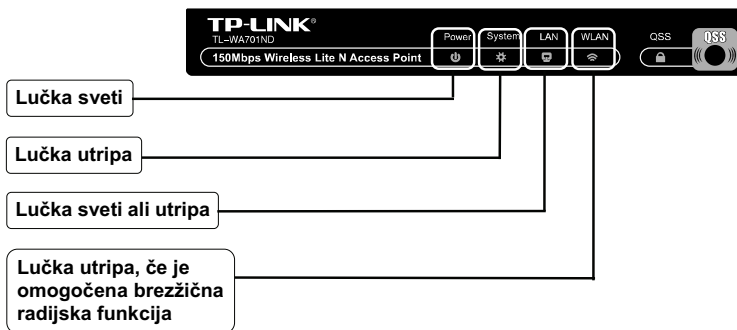 TP-LINK®
TL-WA701ND
Power System LAN WLAN QSS QSS
150Mbps Wireless Lite N Access Point
Lučka sveti
Lučka utripa
Lučka sveti ali utripa
Lučka utripa, če je
omogočena brezžična
radijska funkcija